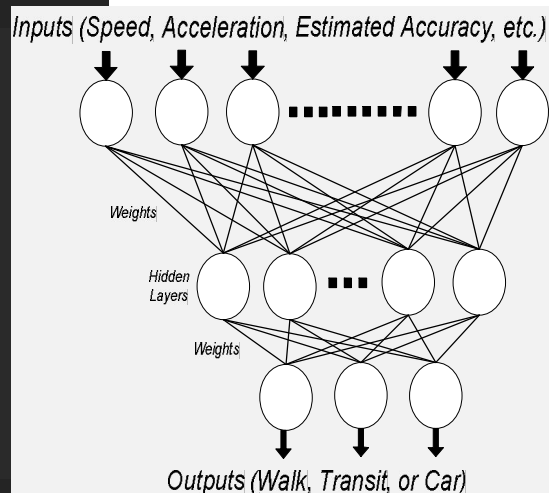 Inputs (Speed, Acceleration, Estimated Accuracy, etc.)
Weights
Hidden
Layers
Weights
Outputs (Walk, Transit, or Car)